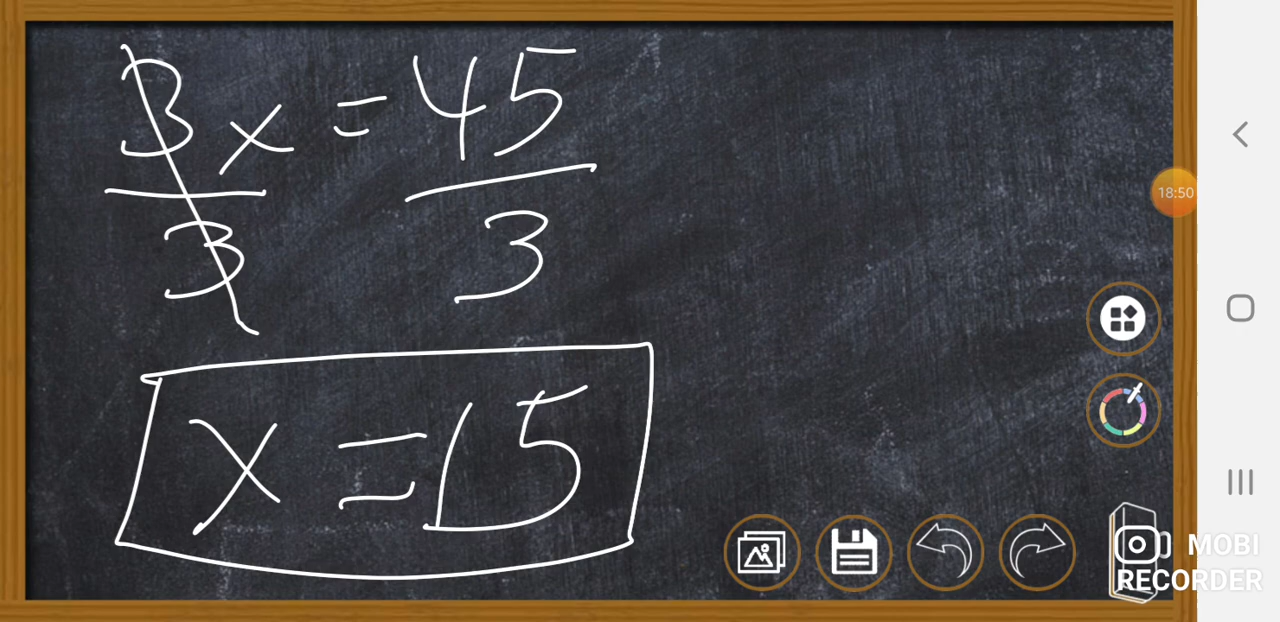 3x = 45
3 3
x = 15
18:50
MOBI
RECORDER